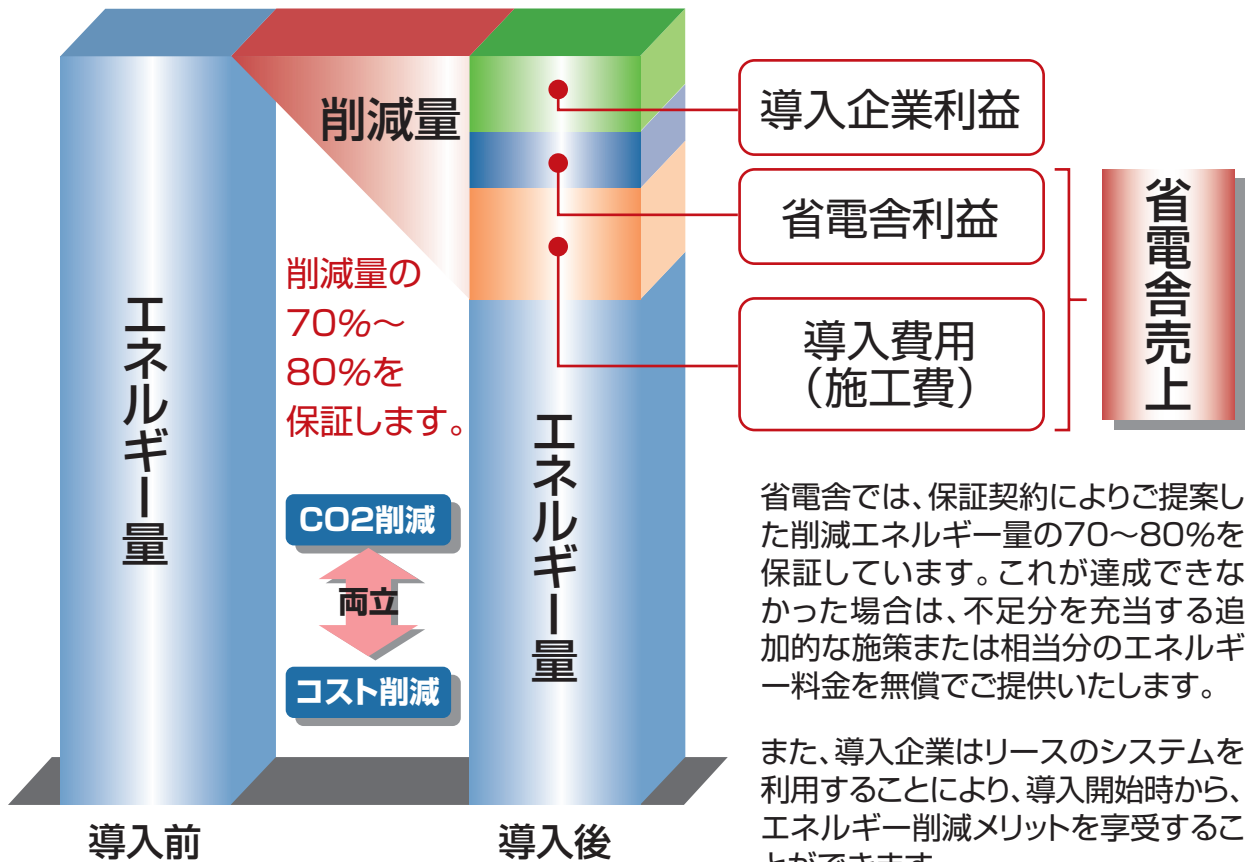 削減量
導入企業利益
省電舎利益
導入費用
（施工費）
省電舎売上
エネルギー量
削減量の
70%〜
80%を
保証します。
CO2削減
両立
コスト削減
エネルギー量
導入前
導入後
省電舎では、保証契約によりご提案し
た削減エネルギー量の70〜80%を
保証しています。これが達成できな
かった場合は、不足分を充当する追
加的な施策または相当分のエネルギ
ー料金を無償でご提供いたします。
また、導入企業はリースのシステムを
利用することにより、導入開始時から、
エネルギー削減メリットを享受するこ
とができます